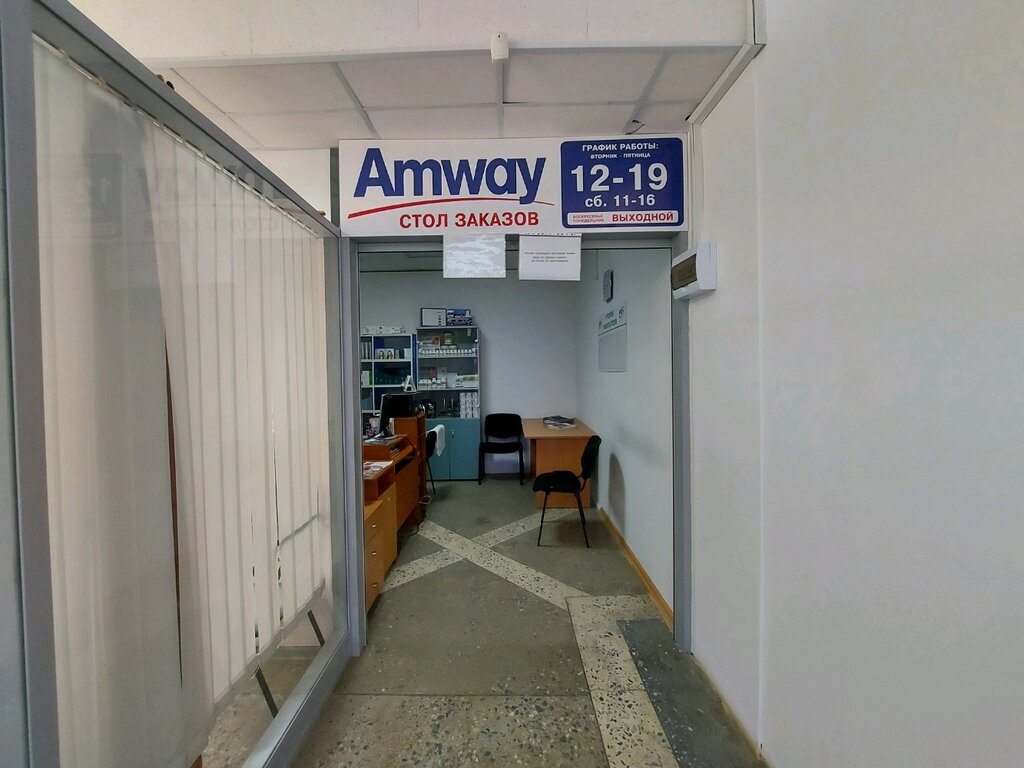 Amway
СТОЛ ЗАКАЗОВ
ГРАФИК РАБОТЫ:
ВТОРНИК - ПЯТНИЦА
12-19
сб. 11-16
ВОСКРЕСЕНЬЕ
ПОНЕДЕЛЬНИК
ВЫХОДНОЙ